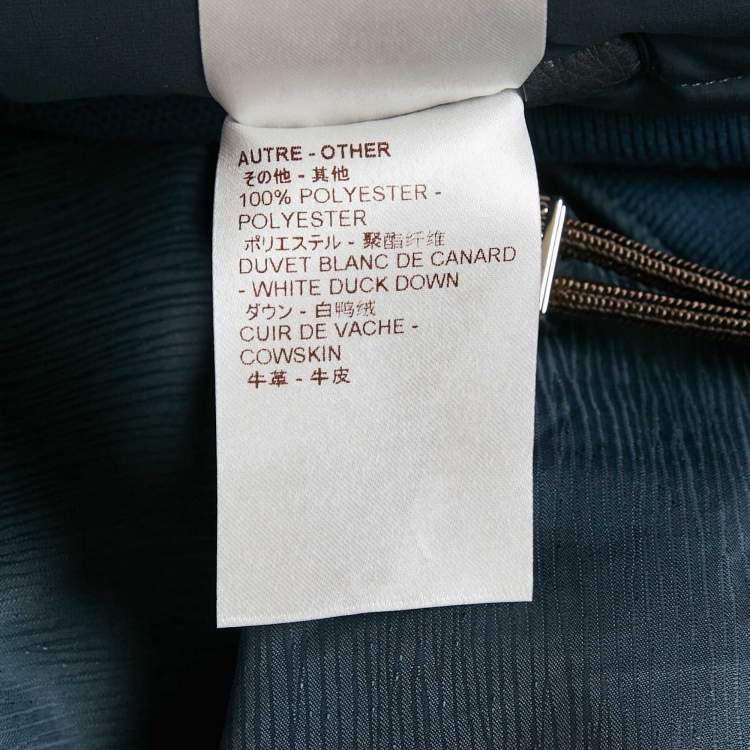 AUTRE - OTHER
その他 - 其他
100% POLYESTER -
POLYESTER
ポリエステル - 聚酯纤维
DUVET BLANC DE CANARD
- WHITE DUCK DOWN
ダウン - 白鸭绒
CUIR DE VACHE -
COWSKIN
牛革 - 牛皮